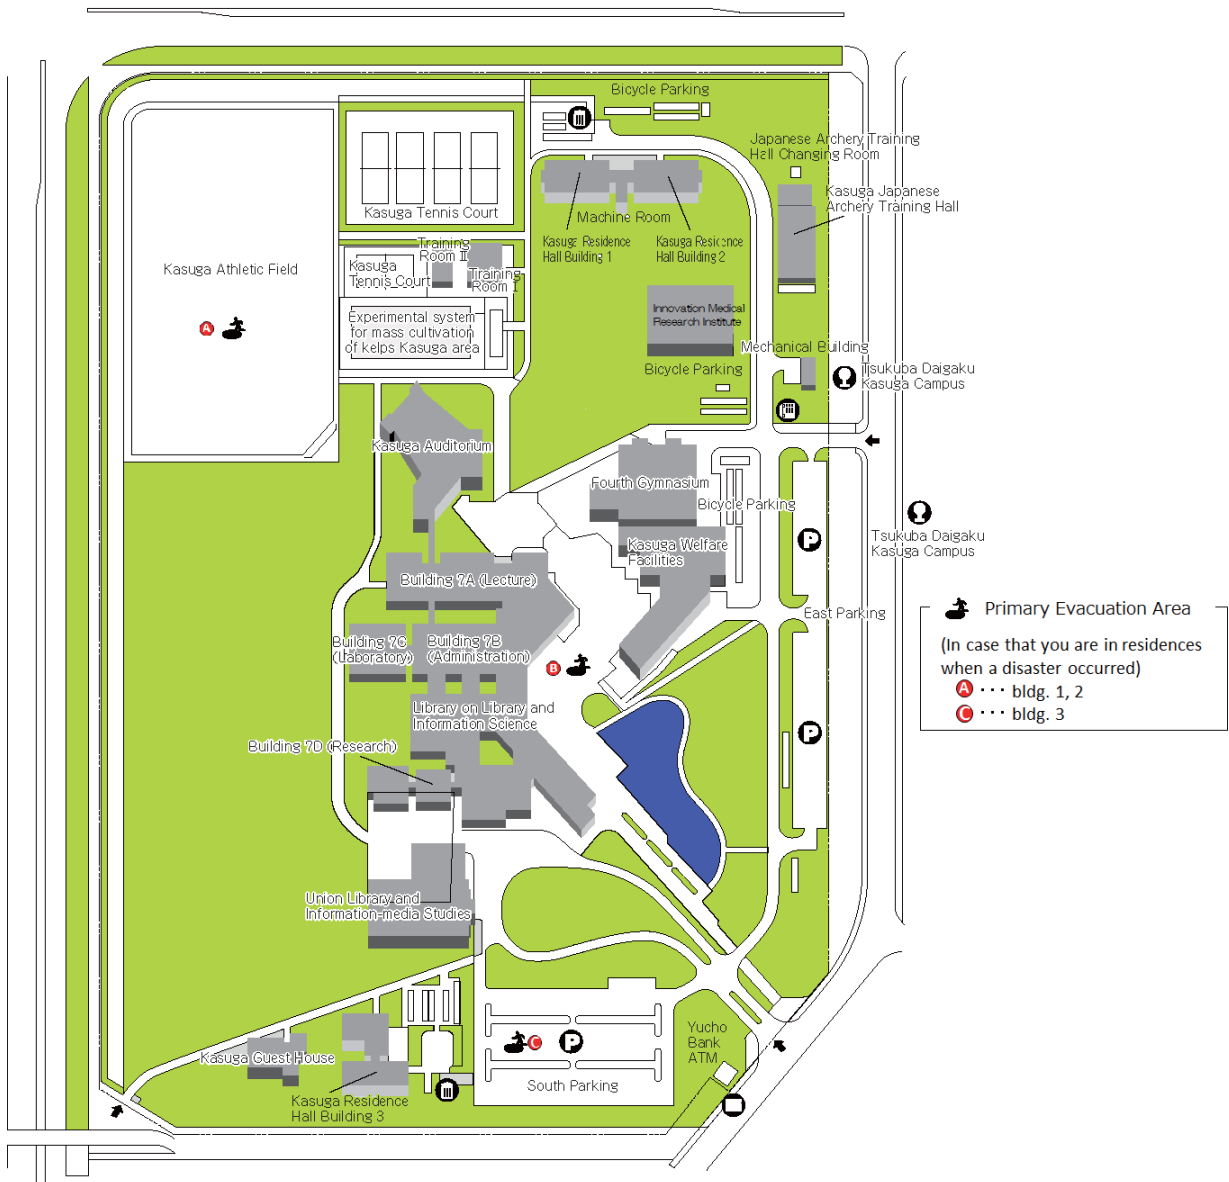 Bicycle Parking
Japanese Archery Training
Hall Changing Room
Kasuga Japanese
Archery Training Hall
Kasuga Tennis Court
Machine Room
Kasuga Residence
Hall Building 1
Kasuga Residence
Hall Building 2
Training
Room II
Kasuga
Tennis Court
Training
Room I
Kasuga Athletic Field
A
Experimental system
for mass cultivation
of kelps Kasuga area
Innovation Medical
Research Institute
Mechanical Building
Bicycle Parking
Tsukuba Daigaku
Kasuga Campus
Kasuga Auditorium
Fourth Gymnasium
Bicycle Parking
P
Tsukuba Daigaku
Kasuga Campus
Kasuga Welfare
Facilities
Building 7A (Lecture)
East Parking
Building 7C
(Laboratory)
Building 7B
(Administration)
B
Library on Library and
Information Science
P
Building 7D (Research)
Union Library and
Information-media Studies
Kasuga Guest House
C
P
South Parking
Yucho
Bank
ATM
Kasuga Residence
Hall Building 3
Primary Evacuation Area
(In case that you are in residences
when a disaster occurred)
A ··· bldg. 1, 2
C ··· bldg. 3